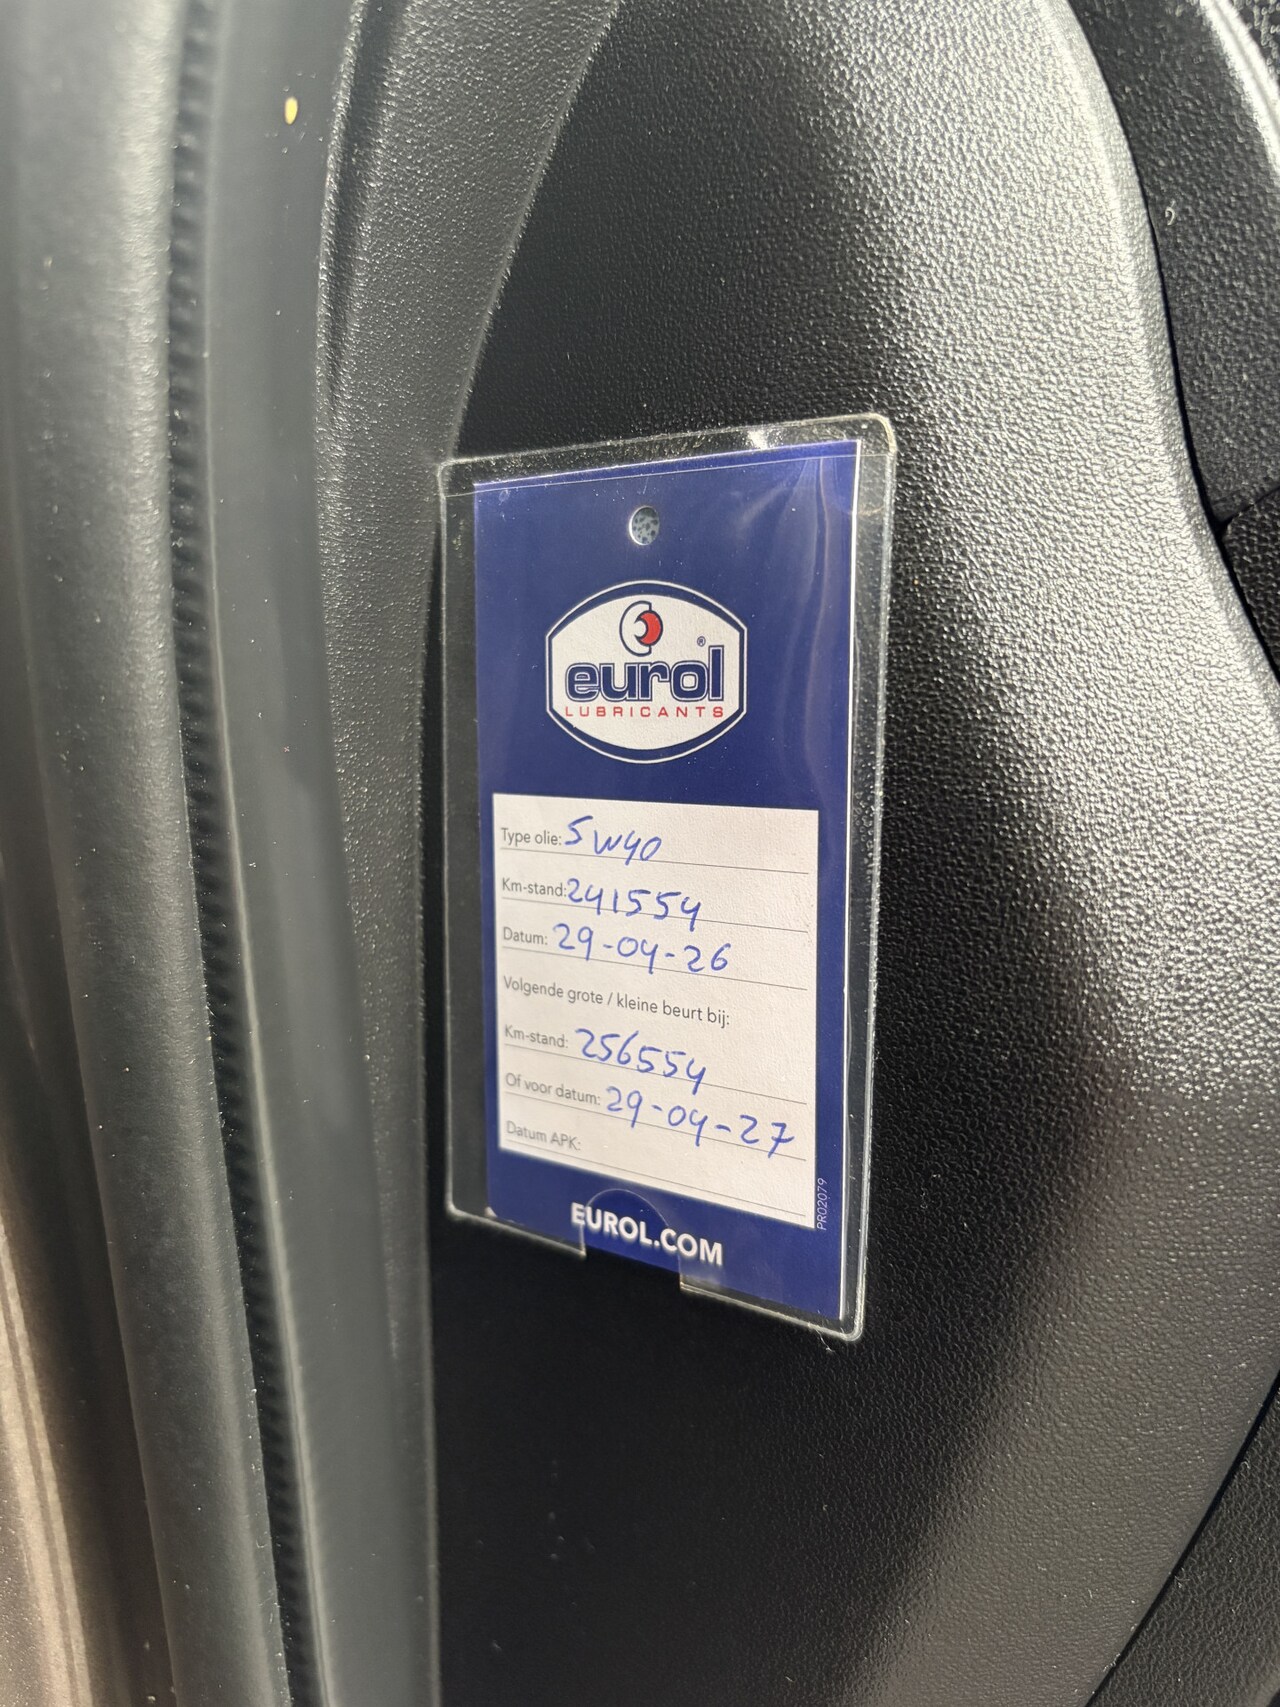 eurol®
LUBRICANTS
Type olie: 5W40
Km-stand: 241554
Datum: 29-04-26
Volgende grote / kleine beurt bij:
Km-stand: 256554
Of voor datum: 29-04-27
Datum APK:
PR02079
EUROL.COM